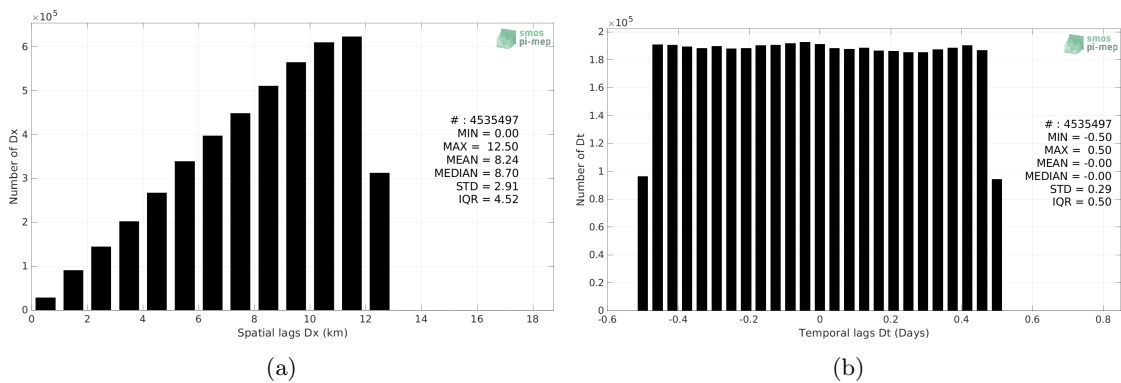 ×10⁵
6
5
4
3
2
1
0
Number of Dx
0 2 4 6 8 10 12 14 16 18
Spatial lags Dx (km)
smos
pi-mep
# : 4535497
MIN = 0.00
MAX = 12.50
MEAN = 8.24
MEDIAN = 8.70
STD = 2.91
IQR = 4.52
(a)
×10⁵
2
1.8
1.6
1.4
1.2
1
0.8
0.6
0.4
0.2
0
Number of Dt
-0.6 -0.4 -0.2 0 0.2 0.4 0.6 0.8
Temporal lags Dt (Days)
smos
pi-mep
# : 4535497
MIN = -0.50
MAX = 0.50
MEAN = -0.00
MEDIAN = -0.00
STD = 0.29
IQR = 0.50
(b)